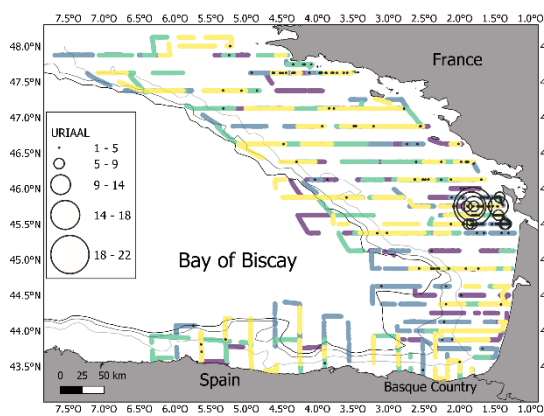 7.5°W 7.0°W 6.5°W 6.0°W 5.5°W 5.0°W 4.5°W 4.0°W 3.5°W 3.0°W 2.5°W 2.0°W 1.5°W
48.0°N
47.5°N
47.0°N
46.5°N
46.0°N
45.5°N
45.0°N
44.5°N
44.0°N
43.5°N
France
URIAAL
1 - 5
5 - 9
9 - 14
14 - 18
18 - 22
Bay of Biscay
0 25 50 km
Spain
Basque Country
7.5°W 7.0°W 6.5°W 6.0°W 5.5°W 5.0°W 4.5°W 4.0°W 3.5°W 3.0°W 2.5°W 2.0°W 1.5°W